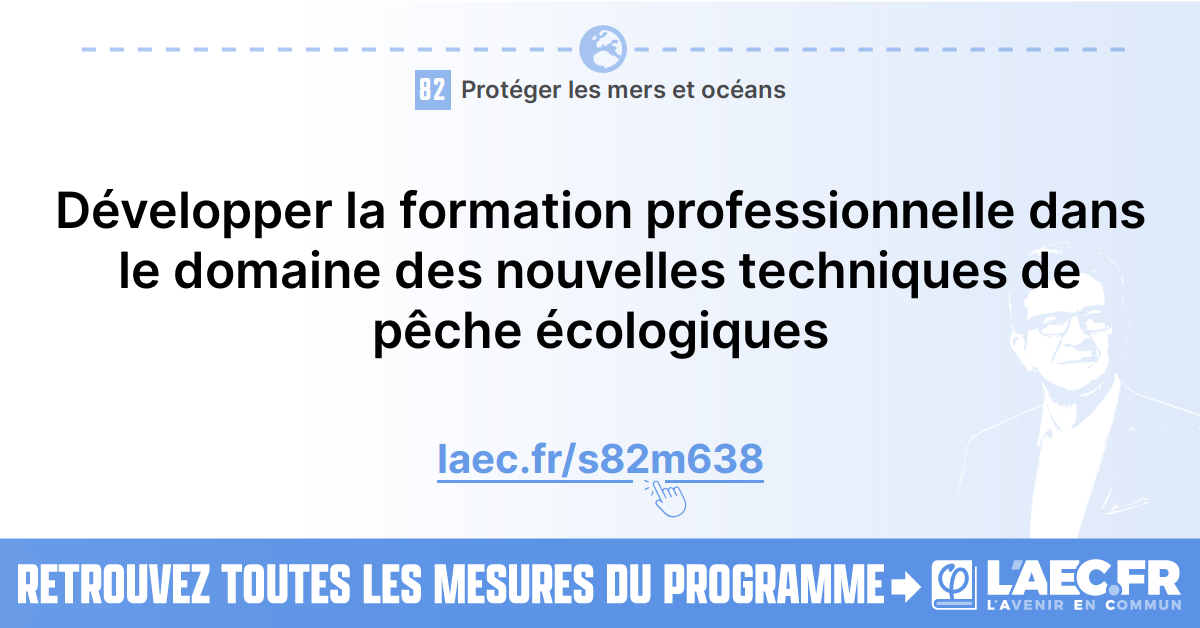 82 Protéger les mers et océans
Développer la formation professionnelle dans
le domaine des nouvelles techniques de
pêche écologiques
laec.fr/s82m638
RETROUVEZ TOUTES LES MESURES DU PROGRAMME
L'AEC.FR
L'AVENIR EN COMMUN